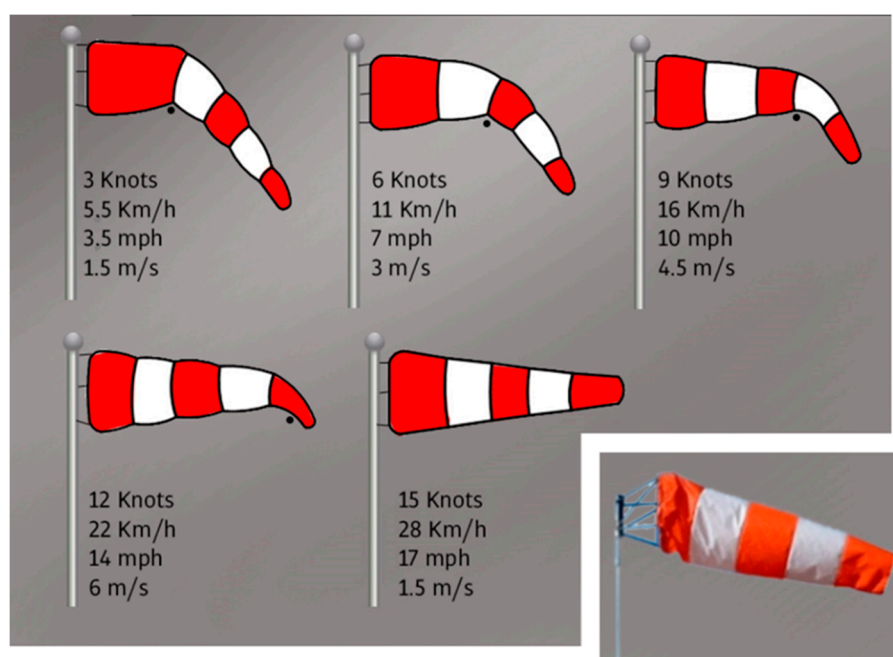 3 Knots
5.5 Km/h
3.5 mph
1.5 m/s
6 Knots
11 Km/h
7 mph
3 m/s
9 Knots
16 Km/h
10 mph
4.5 m/s
12 Knots
22 Km/h
14 mph
6 m/s
15 Knots
28 Km/h
17 mph
1.5 m/s